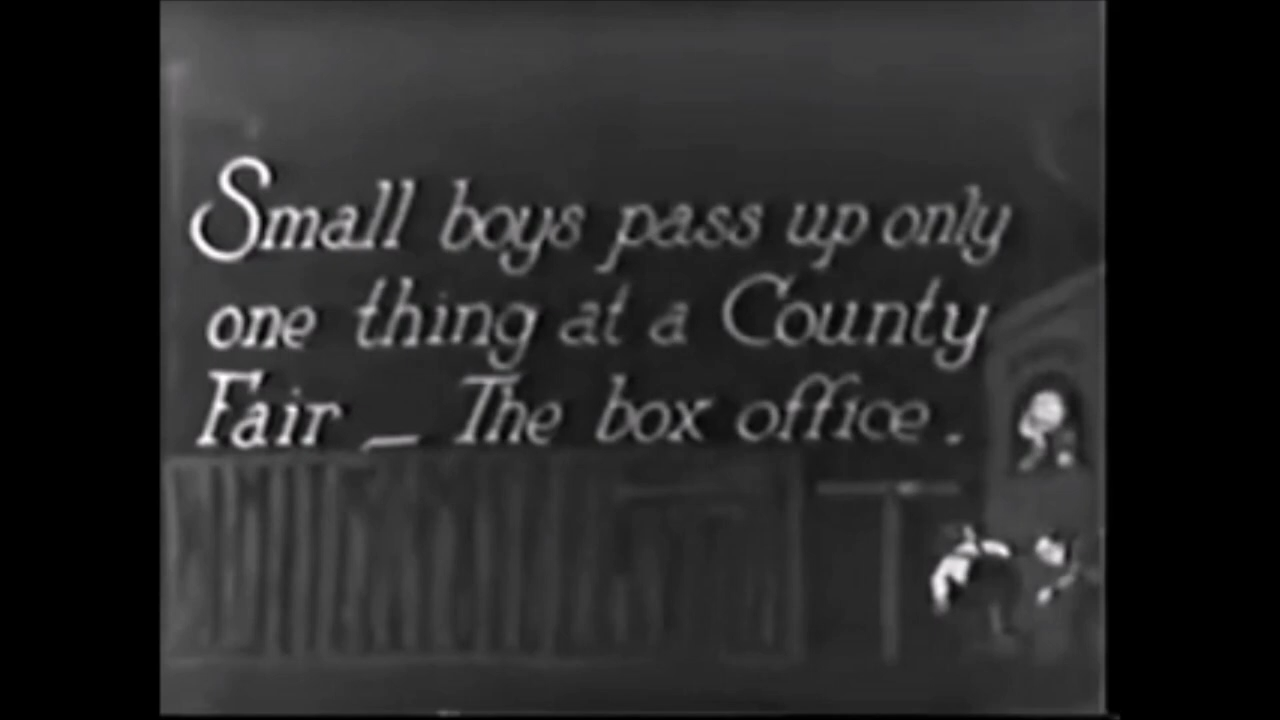 Small boys pass up only
one thing at a County
Fair _ The box office.